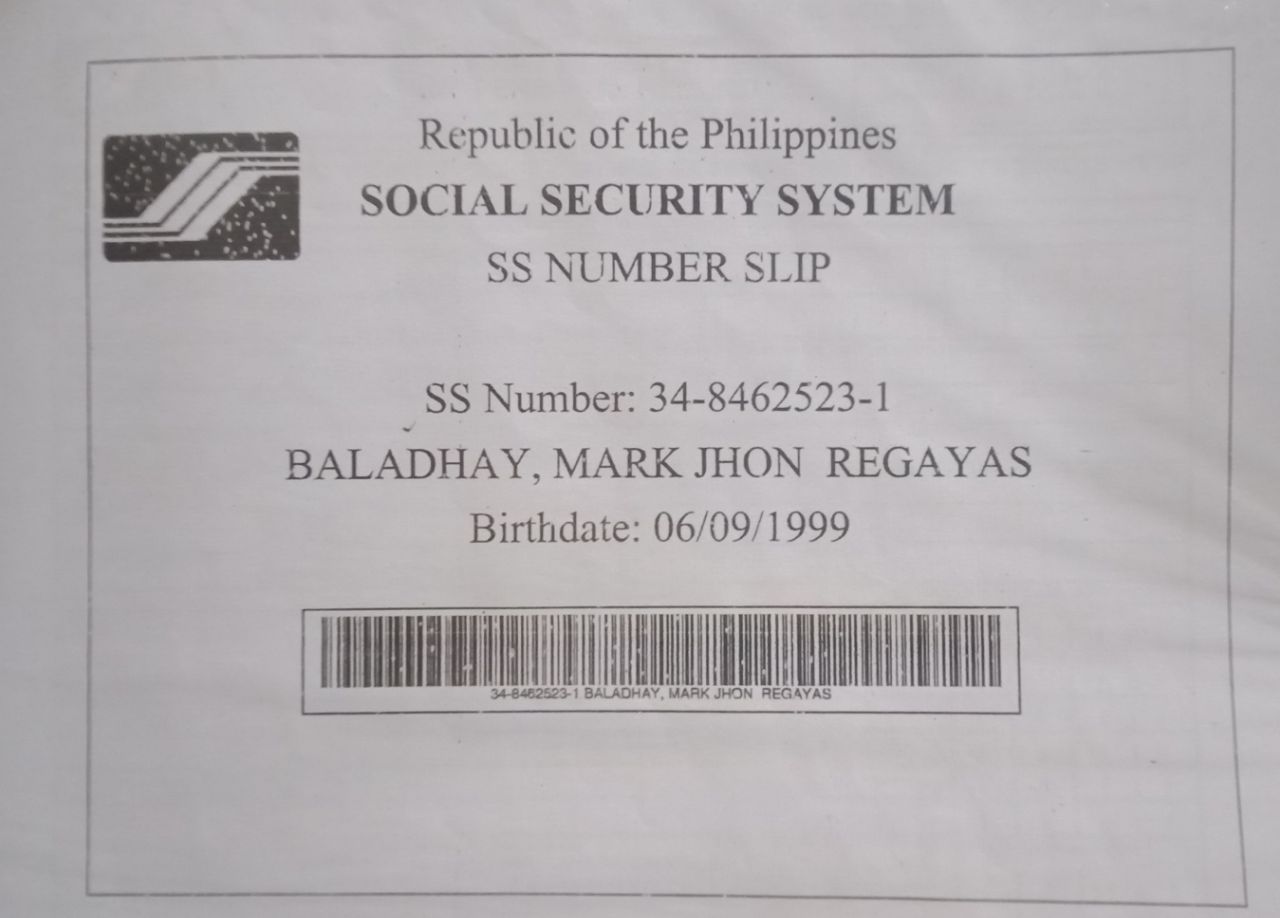 Republic of the Philippines
SOCIAL SECURITY SYSTEM
SS NUMBER SLIP
SS Number: 34-8462523-1
BALADHAY, MARK JHON REGAYAS
Birthdate: 06/09/1999
34-8462523-1 BALADHAY, MARK JHON REGAYAS